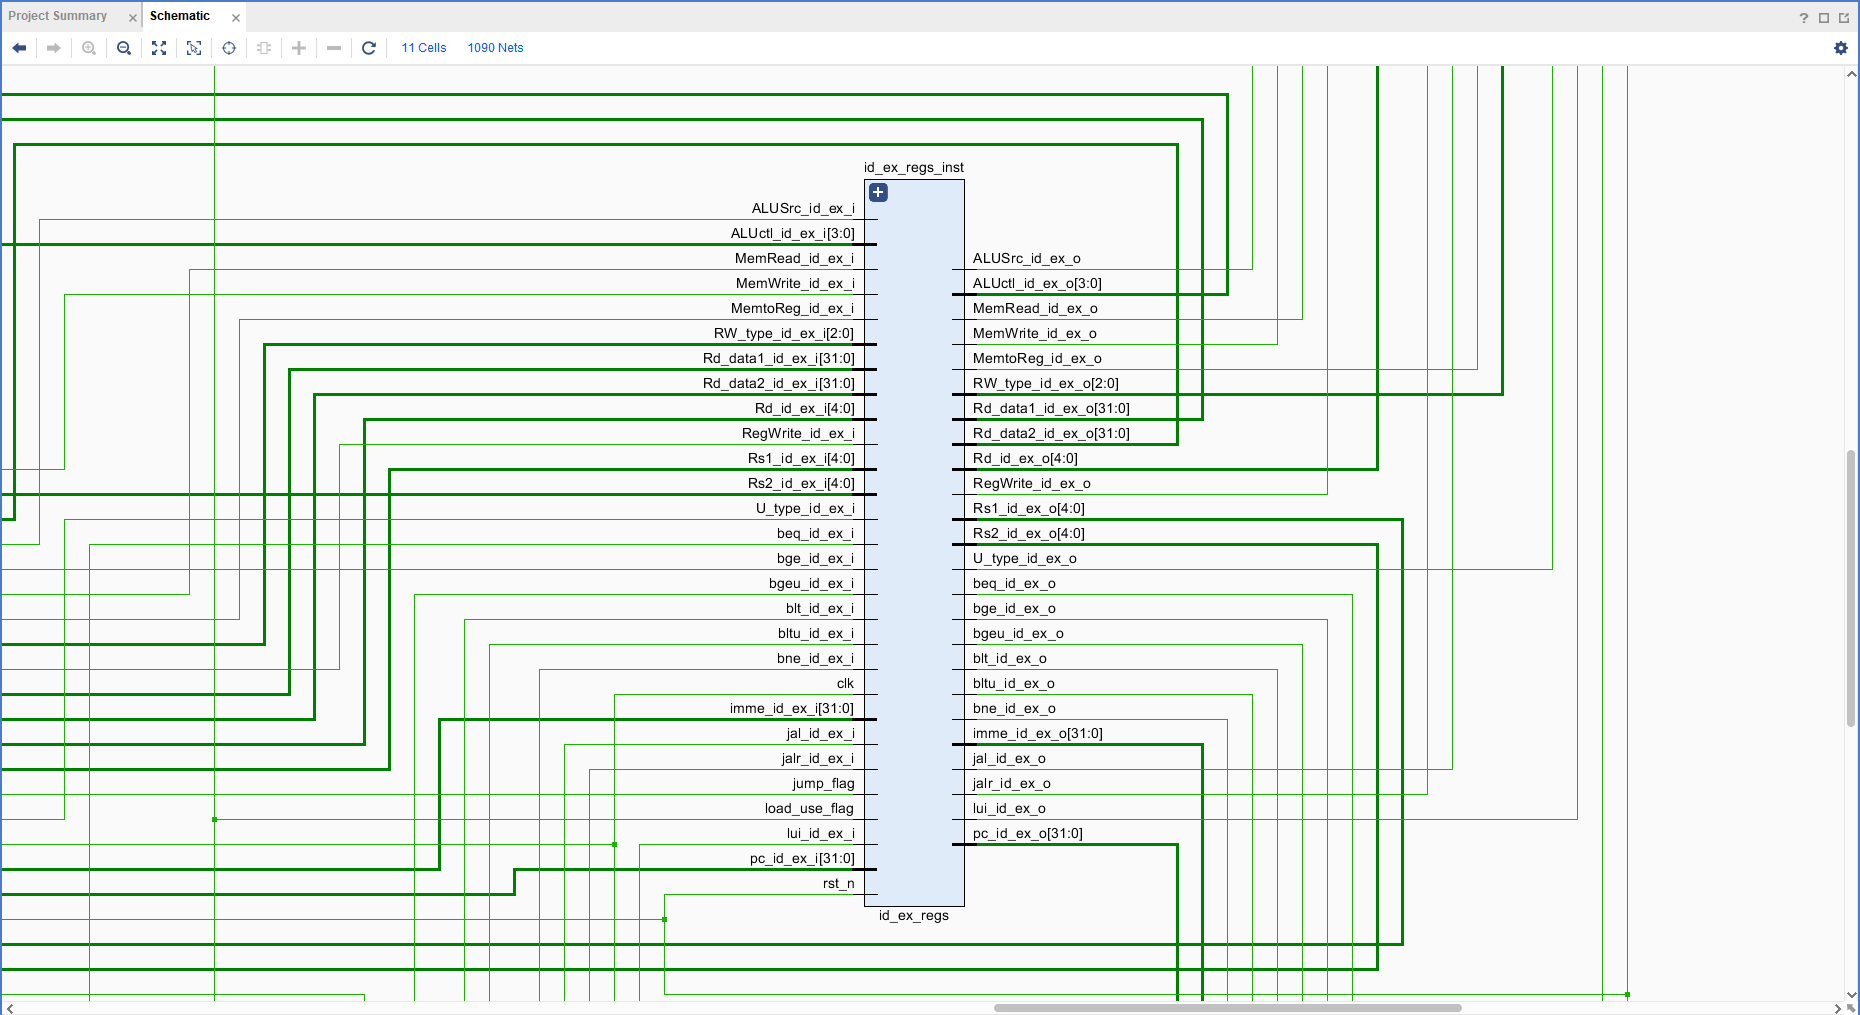 Project Summary
Schematic
11 Cells
1090 Nets
id_ex_regs_inst
ALUSrc_id_ex_i
ALUctl_id_ex_i[3:0]
MemRead_id_ex_i
MemWrite_id_ex_i
MemtoReg_id_ex_i
RW_type_id_ex_i[2:0]
Rd_data1_id_ex_i[31:0]
Rd_data2_id_ex_i[31:0]
Rd_id_ex_i[4:0]
RegWrite_id_ex_i
Rs1_id_ex_i[4:0]
Rs2_id_ex_i[4:0]
U_type_id_ex_i
beq_id_ex_i
bge_id_ex_i
bgeu_id_ex_i
blt_id_ex_i
bltu_id_ex_i
bne_id_ex_i
clk
imme_id_ex_i[31:0]
jal_id_ex_i
jalr_id_ex_i
jump_flag
load_use_flag
lui_id_ex_i
pc_id_ex_i[31:0]
rst_n
ALUSrc_id_ex_o
ALUctl_id_ex_o[3:0]
MemRead_id_ex_o
MemWrite_id_ex_o
MemtoReg_id_ex_o
RW_type_id_ex_o[2:0]
Rd_data1_id_ex_o[31:0]
Rd_data2_id_ex_o[31:0]
Rd_id_ex_o[4:0]
RegWrite_id_ex_o
Rs1_id_ex_o[4:0]
Rs2_id_ex_o[4:0]
U_type_id_ex_o
beq_id_ex_o
bge_id_ex_o
bgeu_id_ex_o
blt_id_ex_o
bltu_id_ex_o
bne_id_ex_o
imme_id_ex_o[31:0]
jal_id_ex_o
jalr_id_ex_o
lui_id_ex_o
pc_id_ex_o[31:0]
id_ex_regs